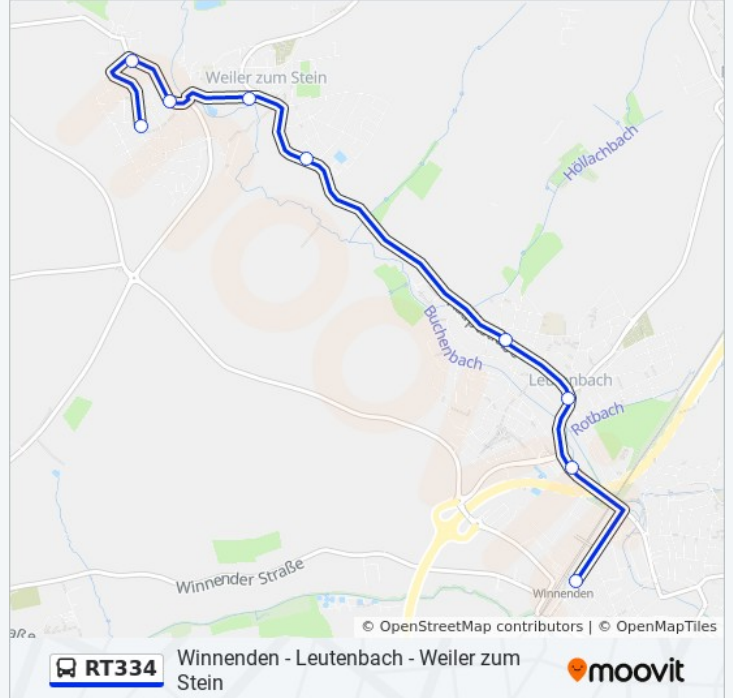 Weiler zum Stein
Höllachbach
Buchenbach
Rotbach
Winnender Straße
Winnenden
aße
© OpenStreetMap contributors | © OpenMapTiles
RT334
Winnenden - Leutenbach - Weiler zum
Stein
moovit